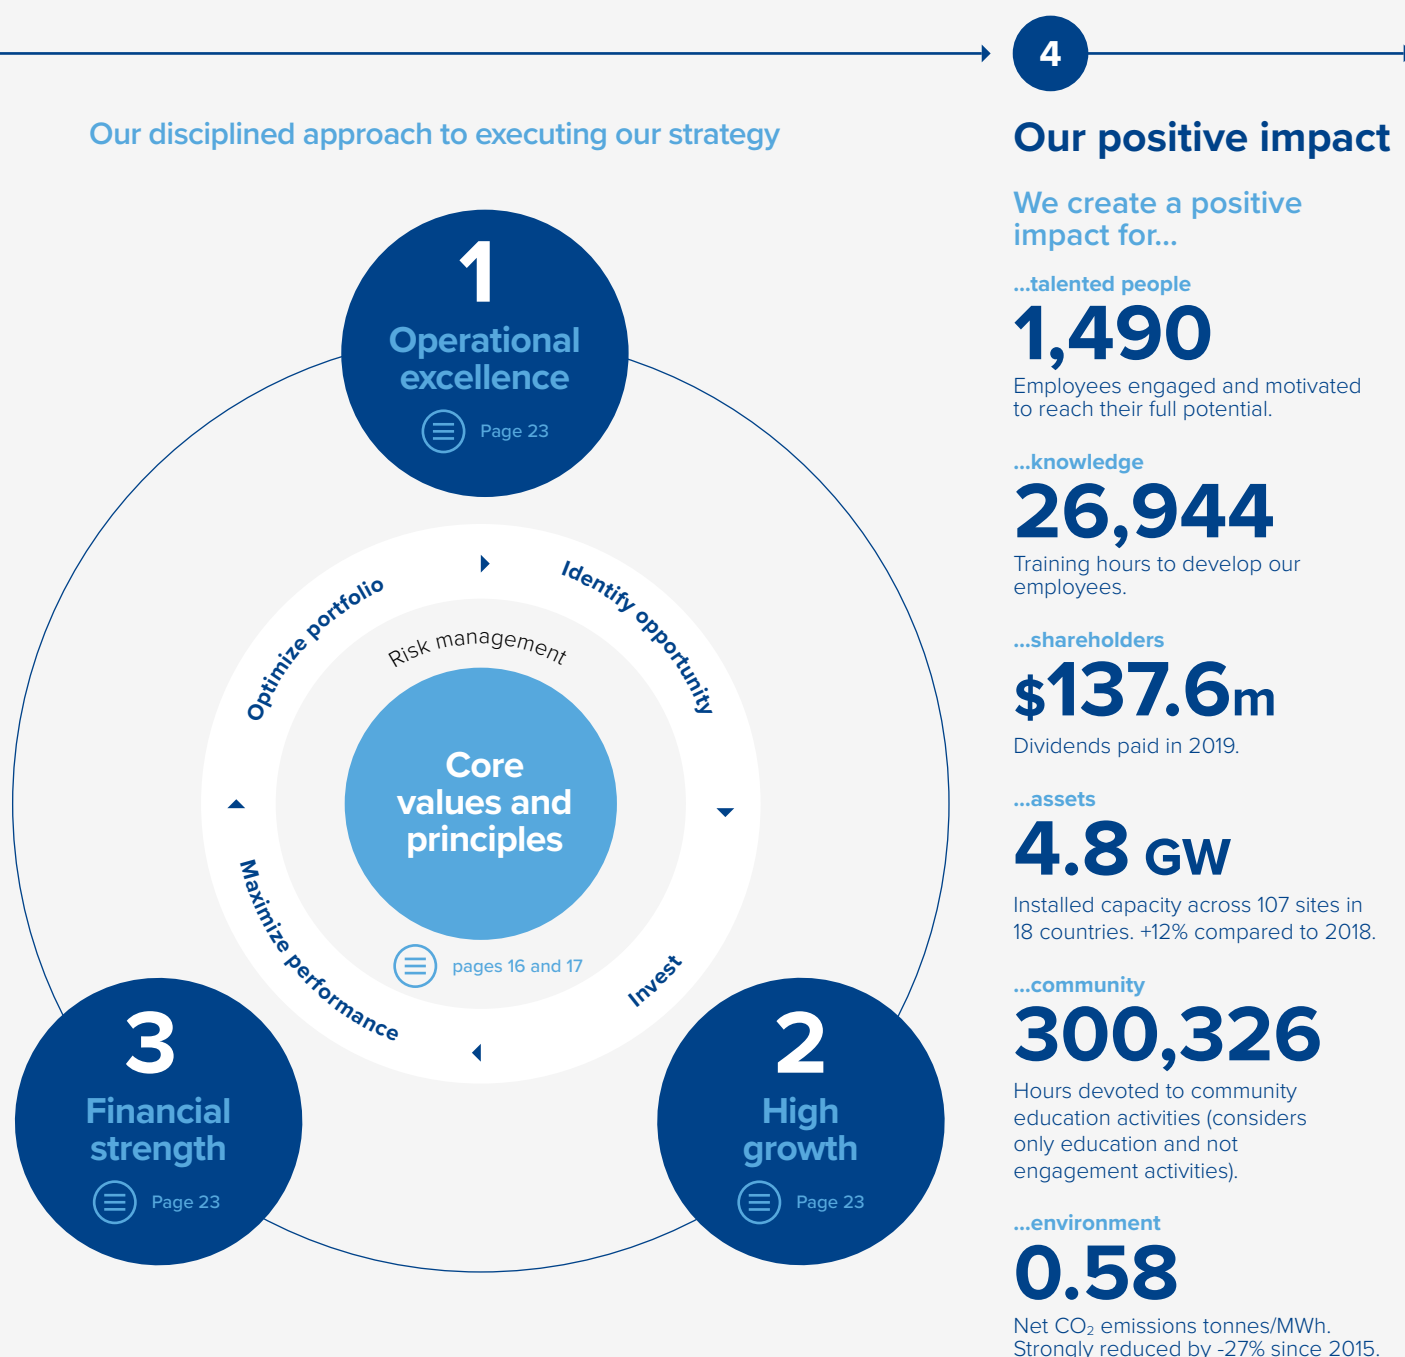 Our disciplined approach to executing our strategy
1
Operational
excellence
Page 23
Optimize portfolio
Identify opportunity
Risk management
Core
values and
principles
pages 16 and 17
Maximize performance
Invest
3
Financial
strength
Page 23
2
High
growth
Page 23
4
Our positive impact
We create a positive
impact for...
...talented people
1,490
Employees engaged and motivated
to reach their full potential.
...knowledge
26,944
Training hours to develop our
employees.
...shareholders
$137.6m
Dividends paid in 2019.
...assets
4.8 GW
Installed capacity across 107 sites in
18 countries. +12% compared to 2018.
...community
300,326
Hours devoted to community
education activities (considers
only education and not
engagement activities).
...environment
0.58
Net CO₂ emissions tonnes/MWh.
Strongly reduced by -27% since 2015.